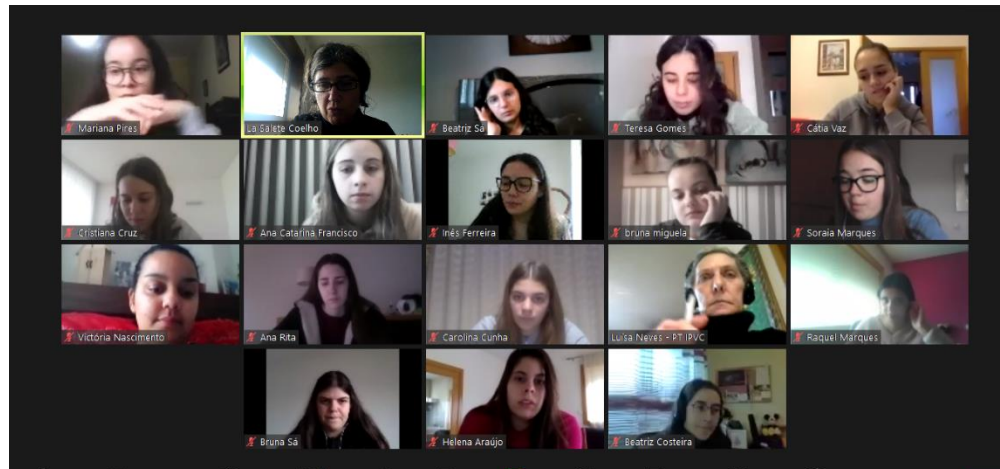 Mariana Pires
La Salete Coelho
Beatriz Sá
Teresa Gomes
Cátia Vaz
Cristiana Cruz
Ana Catarina Francisco
Inês Ferreira
bruna miguela
Soraia Marques
Victória Nascimento
Ana Rita
Carolina Cunha
Luísa Neves - PT IPVC
Raquel Marques
Bruna Sá
Helena Araújo
Beatriz Costeira